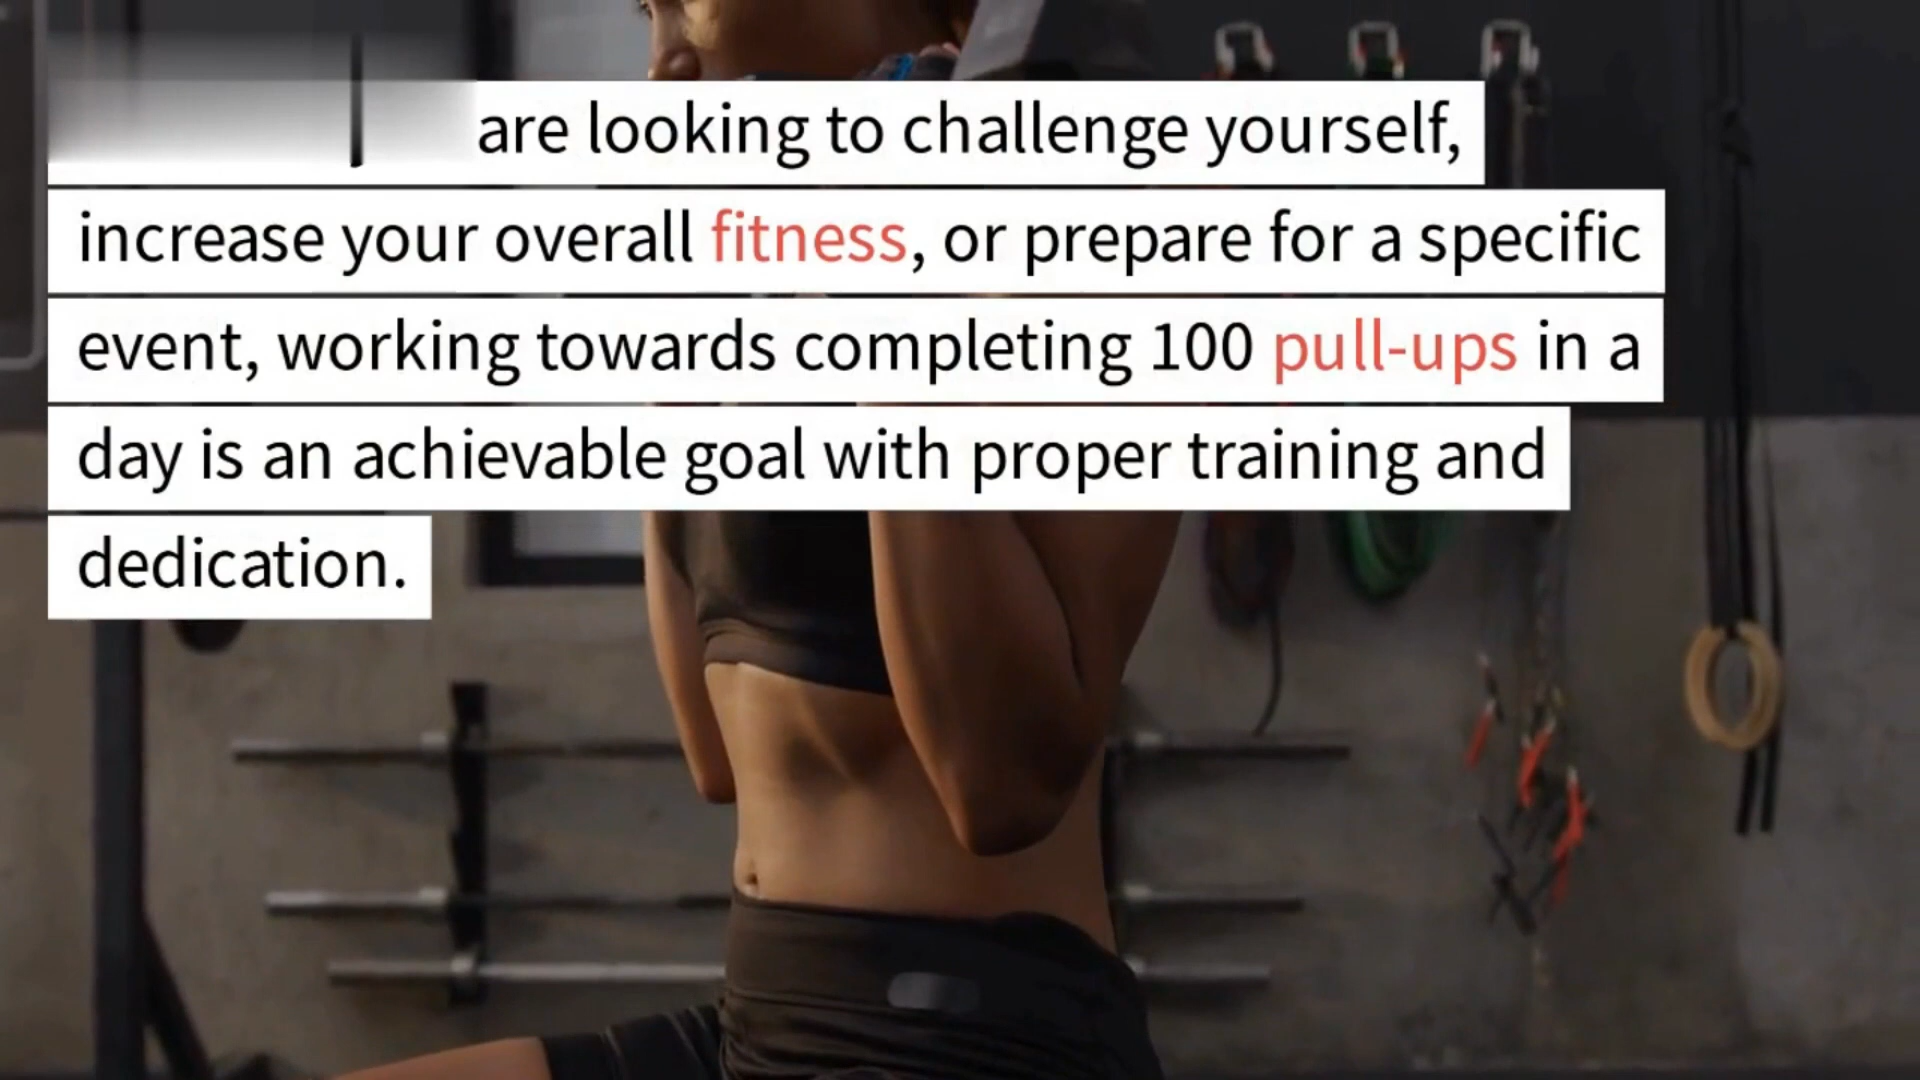 are looking to challenge yourself,
increase your overall fitness, or prepare for a specific
event, working towards completing 100 pull-ups in a
day is an achievable goal with proper training and
dedication.